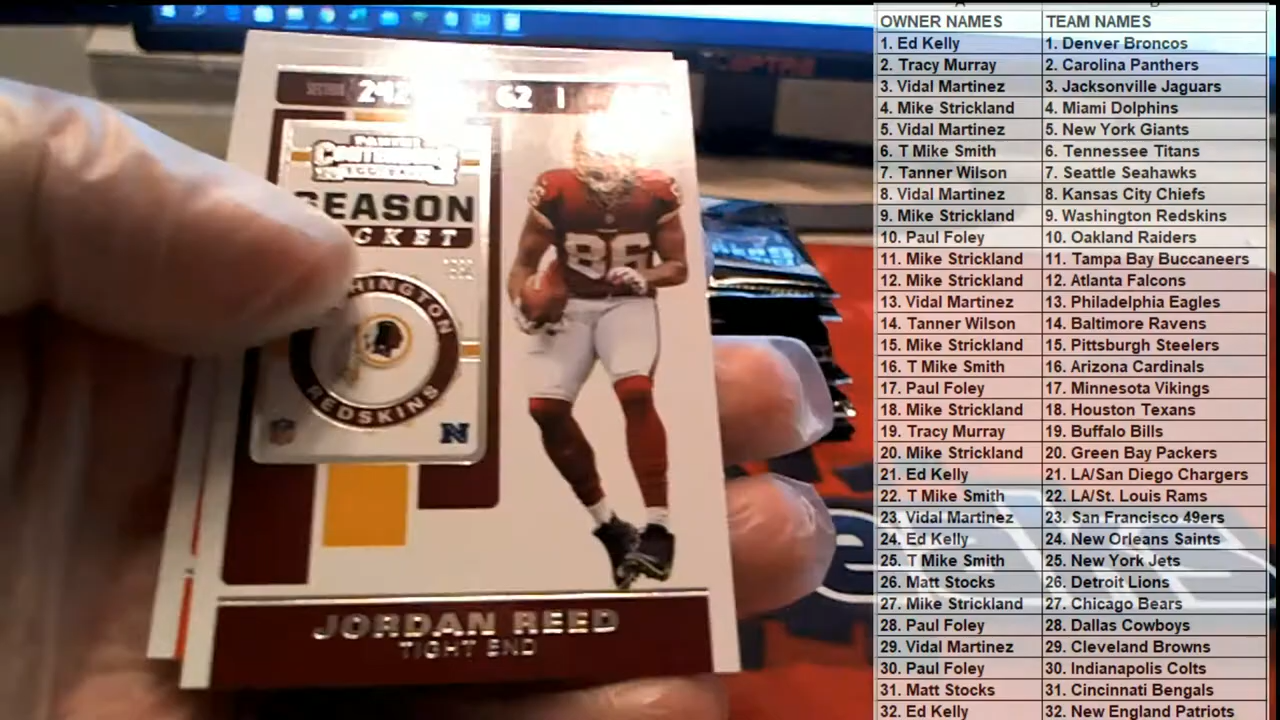 SECTION 242 62 1
PANINI
CONTENDERS
FOOTBALL
SEASON
CKET
HINGTON
REDSKINS
NFL
N
86
JORDAN REED
TIGHT END
OWNER NAMES TEAM NAMES
1. Ed Kelly 1. Denver Broncos
2. Tracy Murray 2. Carolina Panthers
3. Vidal Martinez 3. Jacksonville Jaguars
4. Mike Strickland 4. Miami Dolphins
5. Vidal Martinez 5. New York Giants
6. T Mike Smith 6. Tennessee Titans
7. Tanner Wilson 7. Seattle Seahawks
8. Vidal Martinez 8. Kansas City Chiefs
9. Mike Strickland 9. Washington Redskins
10. Paul Foley 10. Oakland Raiders
11. Mike Strickland 11. Tampa Bay Buccaneers
12. Mike Strickland 12. Atlanta Falcons
13. Vidal Martinez 13. Philadelphia Eagles
14. Tanner Wilson 14. Baltimore Ravens
15. Mike Strickland 15. Pittsburgh Steelers
16. T Mike Smith 16. Arizona Cardinals
17. Paul Foley 17. Minnesota Vikings
18. Mike Strickland 18. Houston Texans
19. Tracy Murray 19. Buffalo Bills
20. Mike Strickland 20. Green Bay Packers
21. Ed Kelly 21. LA/San Diego Chargers
22. T Mike Smith 22. LA/St. Louis Rams
23. Vidal Martinez 23. San Francisco 49ers
24. Ed Kelly 24. New Orleans Saints
25. T Mike Smith 25. New York Jets
26. Matt Stocks 26. Detroit Lions
27. Mike Strickland 27. Chicago Bears
28. Paul Foley 28. Dallas Cowboys
29. Vidal Martinez 29. Cleveland Browns
30. Paul Foley 30. Indianapolis Colts
31. Matt Stocks 31. Cincinnati Bengals
32. Ed Kelly 32. New England Patriots